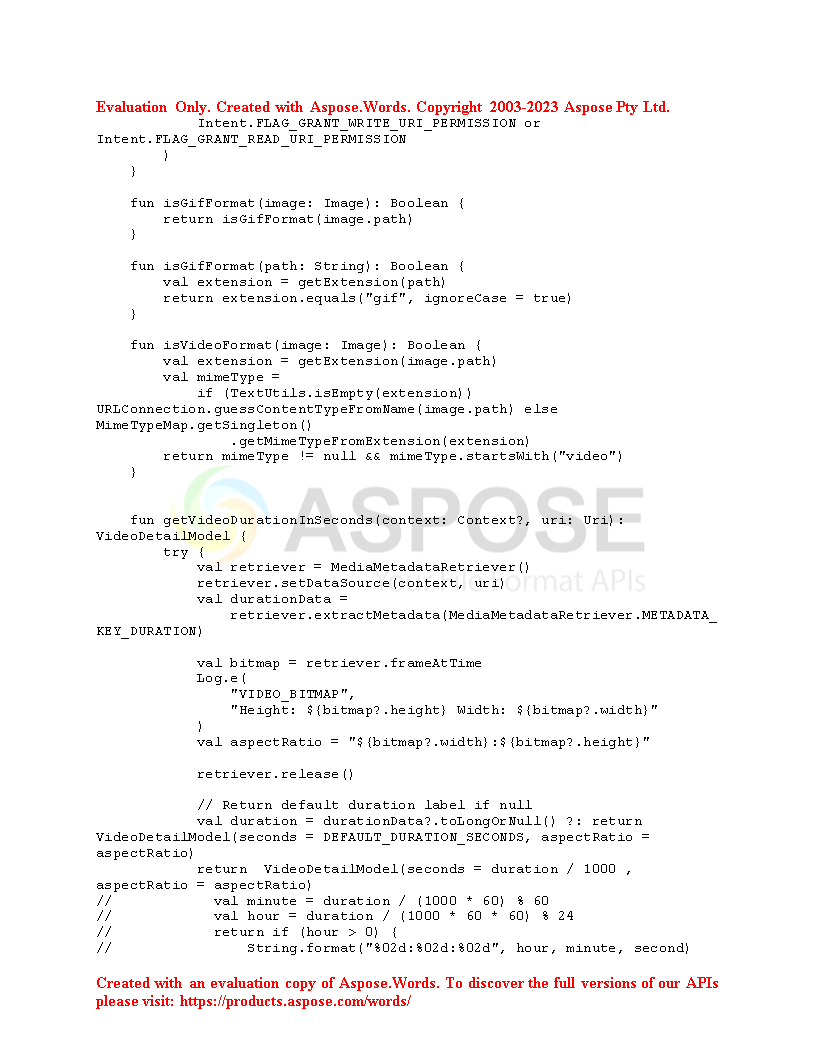 Evaluation Only. Created with Aspose.Words. Copyright 2003-2023 Aspose Pty Ltd.
            Intent.FLAG_GRANT_WRITE_URI_PERMISSION or
Intent.FLAG_GRANT_READ_URI_PERMISSION
        )
    }

    fun isGifFormat(image: Image): Boolean {
        return isGifFormat(image.path)
    }

    fun isGifFormat(path: String): Boolean {
        val extension = getExtension(path)
        return extension.equals("gif", ignoreCase = true)
    }

    fun isVideoFormat(image: Image): Boolean {
        val extension = getExtension(image.path)
        val mimeType =
            if (TextUtils.isEmpty(extension))
URLConnection.guessContentTypeFromName(image.path) else
MimeTypeMap.getSingleton()
                .getMimeTypeFromExtension(extension)
        return mimeType != null && mimeType.startsWith("video")
    }

ASPOSE
    fun getVideoDurationInSeconds(context: Context?, uri: Uri):
VideoDetailModel {
        try {
            val retriever = MediaMetadataRetriever()
            retriever.setDataSource(context, uri)
Your File Format APIs
            val durationData =
                retriever.extractMetadata(MediaMetadataRetriever.METADATA_
KEY_DURATION)

            val bitmap = retriever.frameAtTime
            Log.e(
                "VIDEO_BITMAP",
                "Height: ${bitmap?.height} Width: ${bitmap?.width}"
            )
            val aspectRatio = "${bitmap?.width}:${bitmap?.height}"

            retriever.release()

            // Return default duration label if null
            val duration = durationData?.toLongOrNull() ?: return
VideoDetailModel(seconds = DEFAULT_DURATION_SECONDS, aspectRatio =
aspectRatio)
            return  VideoDetailModel(seconds = duration / 1000 ,
aspectRatio = aspectRatio)
//            val minute = duration / (1000 * 60) % 60
//            val hour = duration / (1000 * 60 * 60) % 24
//            return if (hour > 0) {
//                String.format("%02d:%02d:%02d", hour, minute, second)

Created with an evaluation copy of Aspose.Words. To discover the full versions of our APIs
please visit: https://products.aspose.com/words/